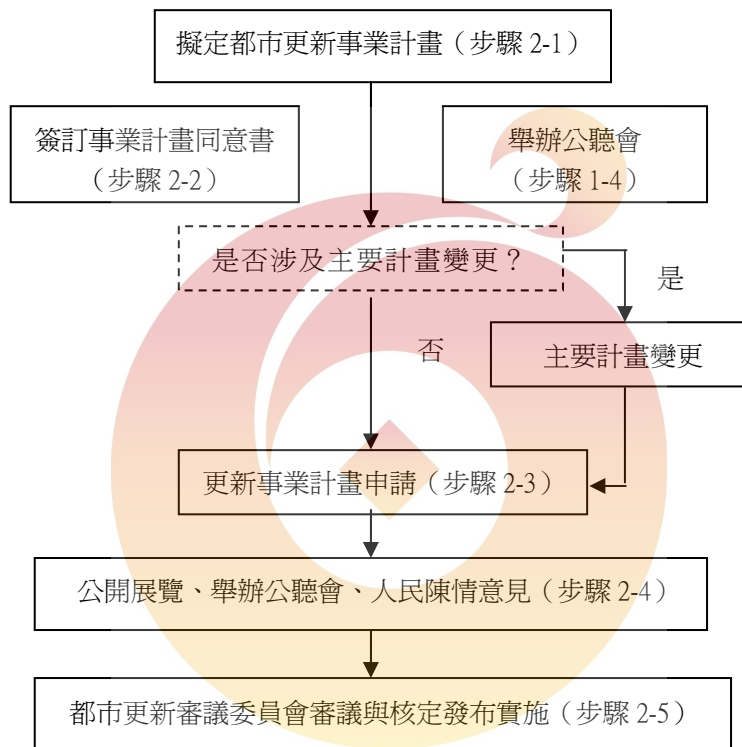 擬定都市更新事業計畫（步驟 2-1）
簽訂事業計畫同意書
（步驟 2-2）
舉辦公聽會
（步驟 1-4）
是否涉及主要計畫變更？
是
否
主要計畫變更
更新事業計畫申請（步驟 2-3）
公開展覽、舉辦公聽會、人民陳情意見（步驟 2-4）
都市更新審議委員會審議與核定發布實施（步驟 2-5）